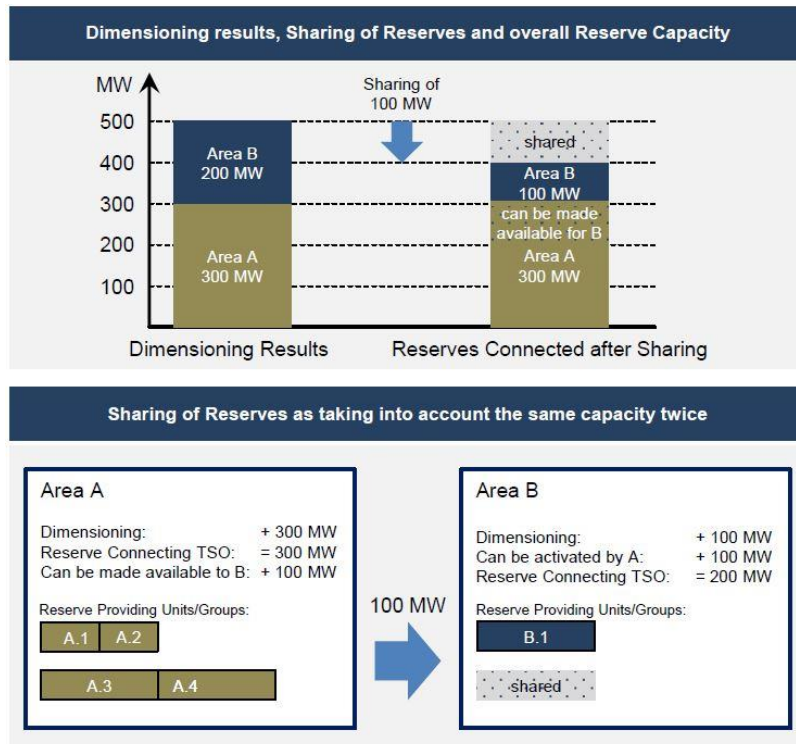 Dimensioning results, Sharing of Reserves and overall Reserve Capacity
MW
Sharing of
100 MW
500
400
300
200
100
Area B
200 MW
Area A
300 MW
shared
Area B
100 MW
can be made
available for B
Area A
300 MW
Dimensioning Results
Reserves Connected after Sharing
Sharing of Reserves as taking into account the same capacity twice
Area A
Dimensioning: + 300 MW
Reserve Connecting TSO: = 300 MW
Can be made available to B: + 100 MW
Reserve Providing Units/Groups:
A.1 A.2
A.3 A.4
100 MW
Area B
Dimensioning: + 100 MW
Can be activated by A: + 100 MW
Reserve Connecting TSO: = 200 MW
Reserve Providing Units/Groups:
B.1
shared